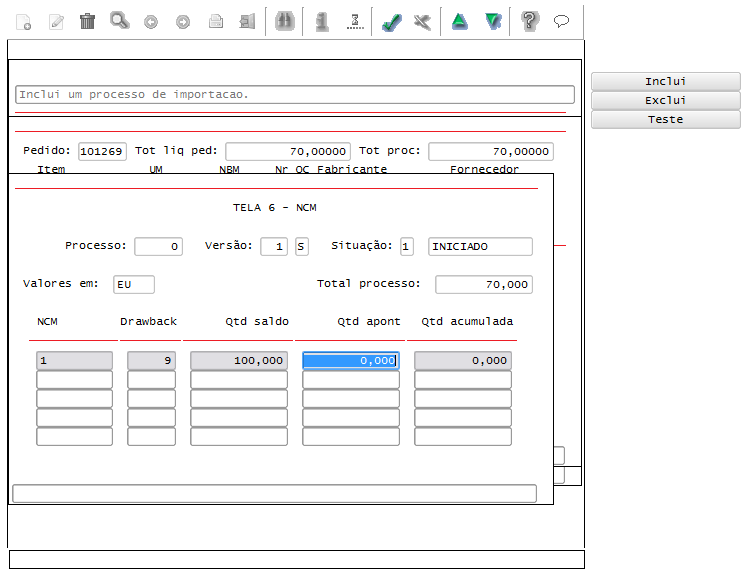 Inclui um processo de importacao.
Inclui
Exclui
Teste
Pedido: 101269 Tot liq ped: 70,00000 Tot proc: 70,00000
Item UM NBM Nr OC Fabricante Fornecedor
TELA 6 - NCM
Processo: 0 Versão: 1 S Situação: 1 INICIADO
Valores em: EU Total processo: 70,000
NCM Drawback Qtd saldo Qtd apont Qtd acumulada
1 9 100,000 0,000 0,000